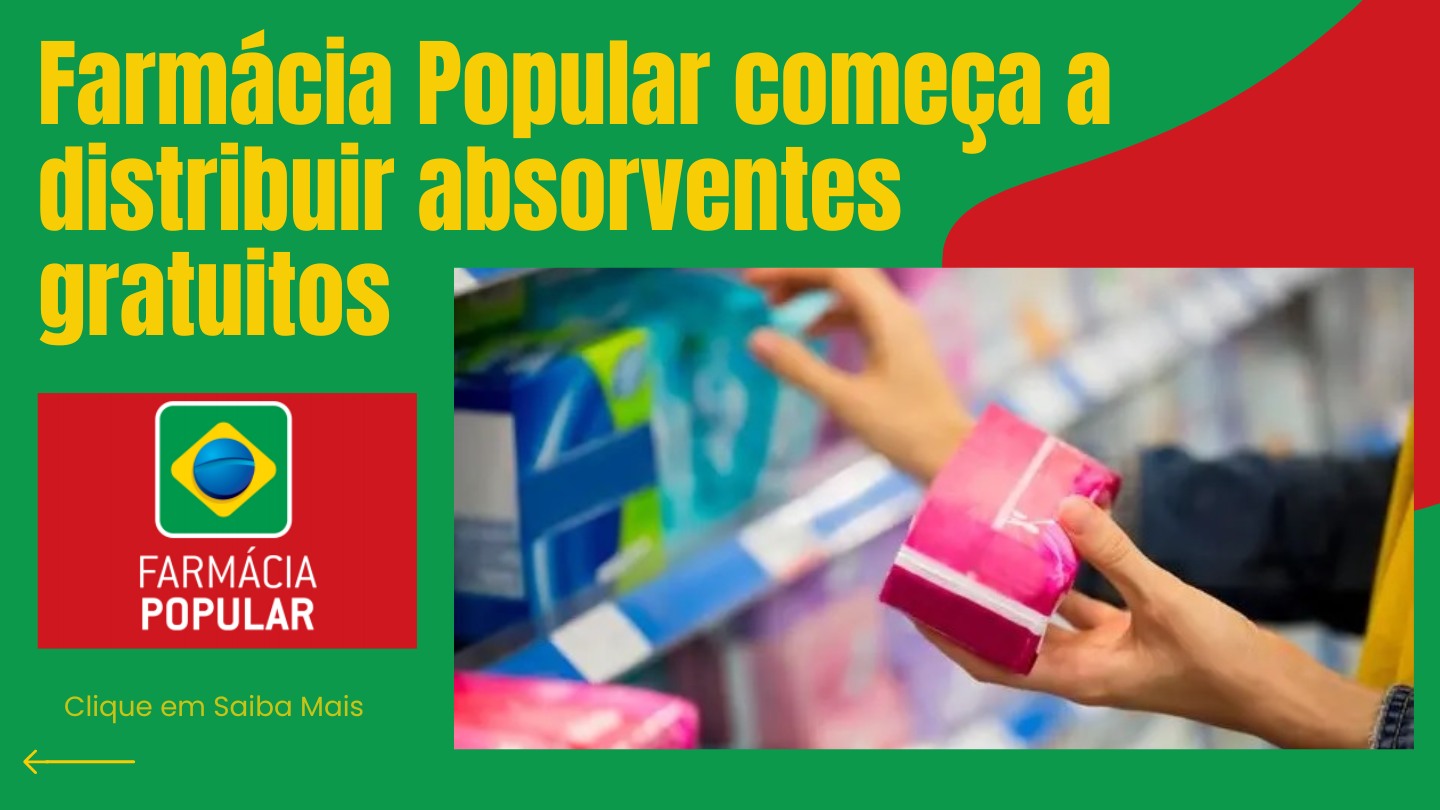 Farmácia Popular começa a
distribuir absorventes
gratuitos
FARMÁCIA
POPULAR
Clique em Saiba Mais